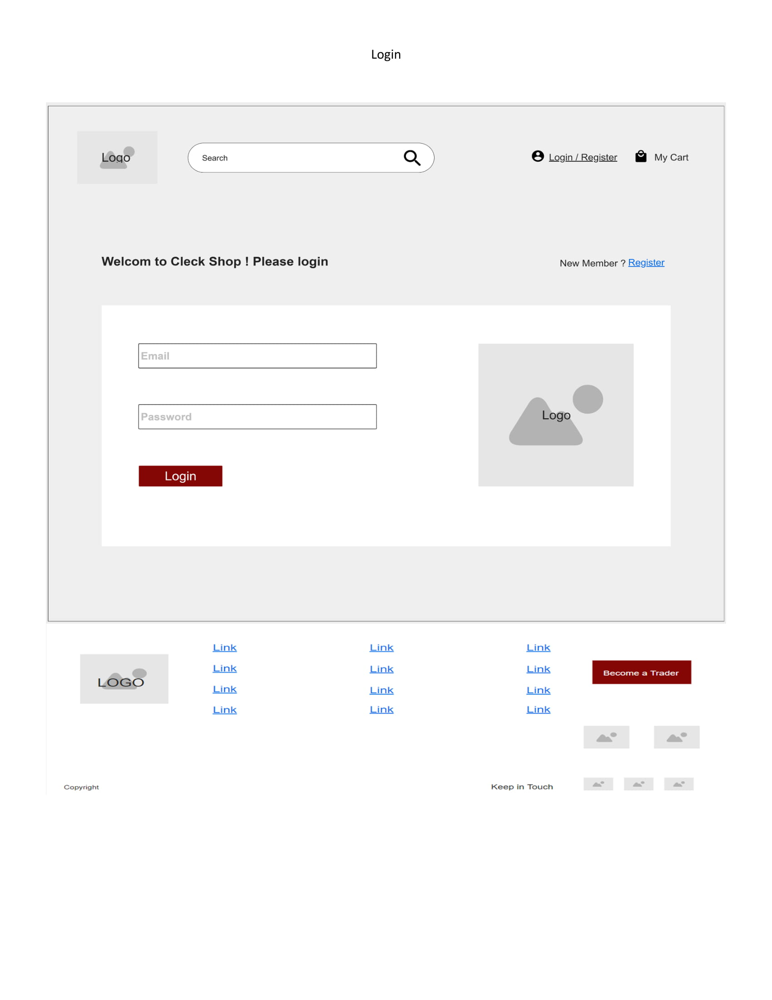 Login
Logo
Search
Login / Register
My Cart
Welcom to Cleck Shop ! Please login
New Member ? Register
Email
Password
Login
Logo
LOGO
Link
Link
Link
Link
Link
Link
Link
Link
Link
Link
Link
Link
Become a Trader
Copyright
Keep in Touch